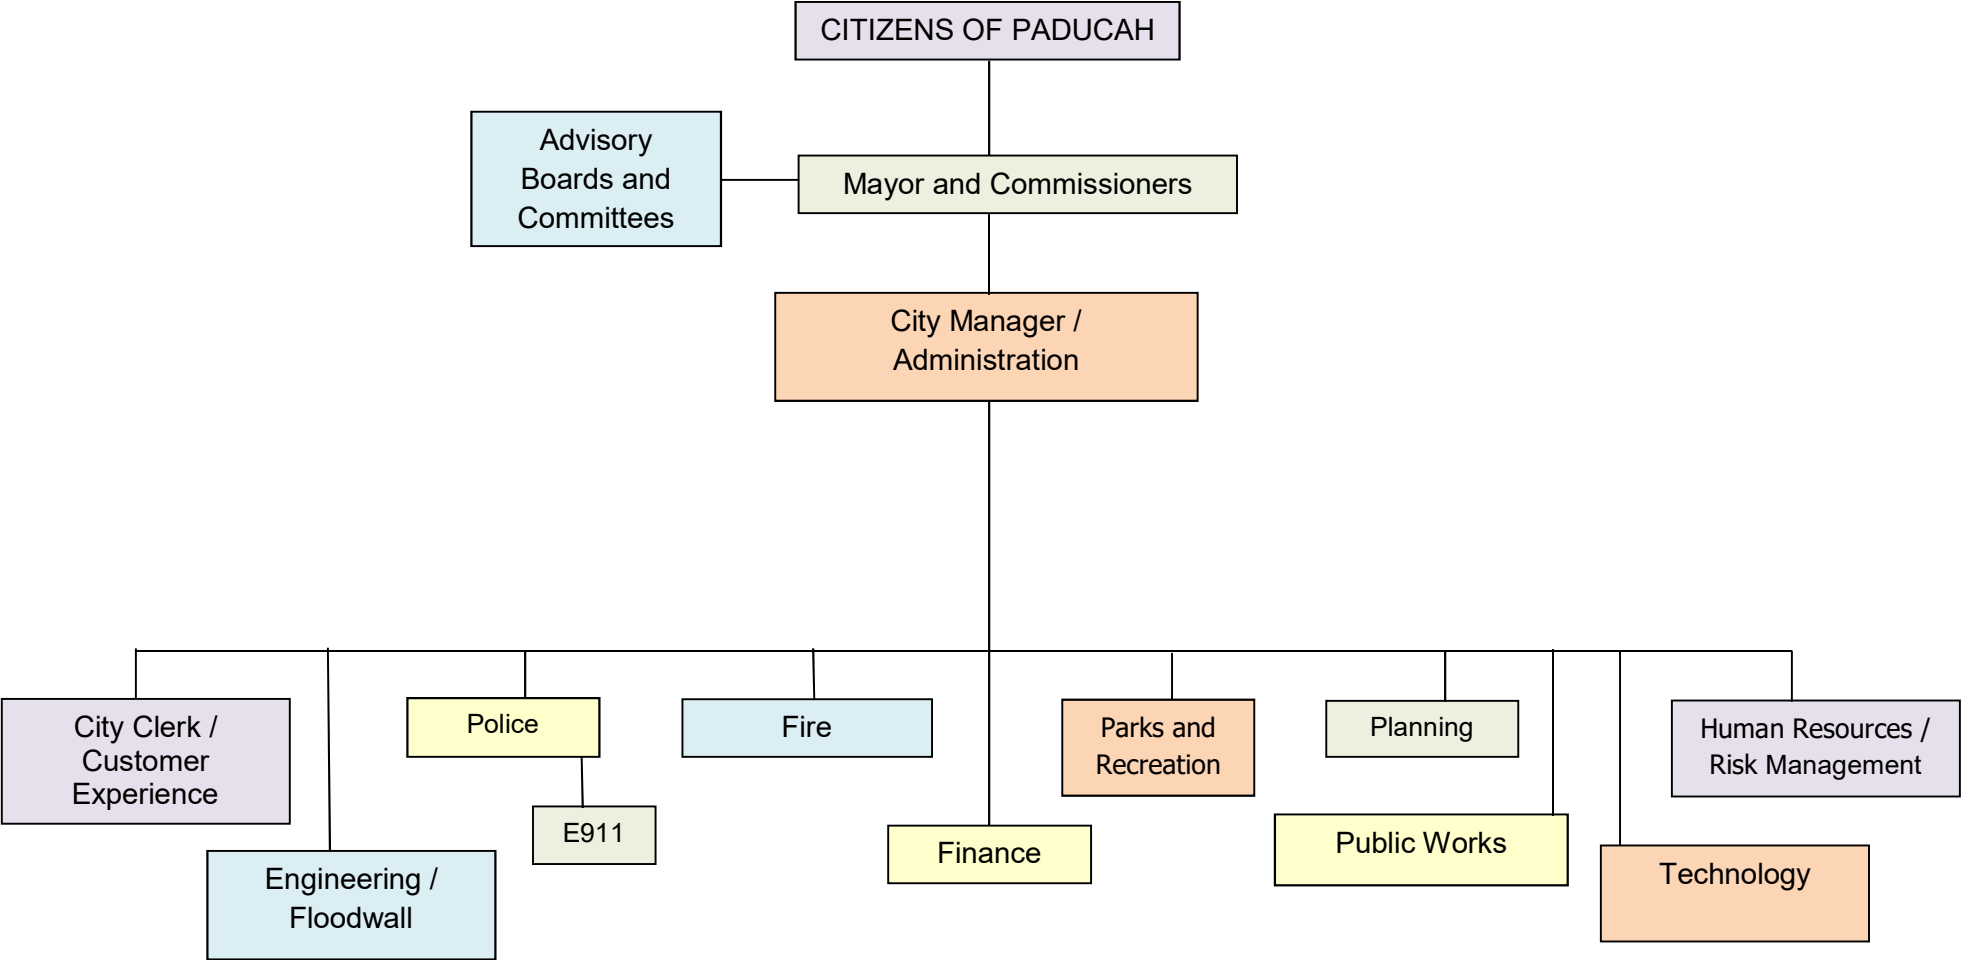 CITIZENS OF PADUCAH
Advisory
Boards and
Committees
Mayor and Commissioners
City Manager /
Administration
City Clerk /
Customer
Experience
Engineering /
Floodwall
Police
E911
Fire
Finance
Parks and
Recreation
Planning
Public Works
Technology
Human Resources /
Risk Management